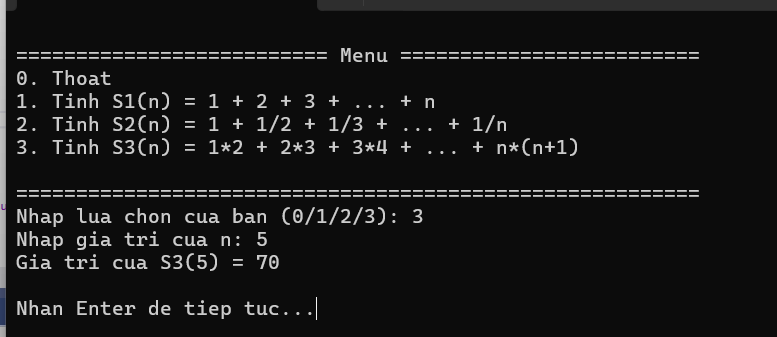 ========================== Menu =========================
0. Thoat
1. Tinh S1(n) = 1 + 2 + 3 + ... + n
2. Tinh S2(n) = 1 + 1/2 + 1/3 + ... + 1/n
3. Tinh S3(n) = 1*2 + 2*3 + 3*4 + ... + n*(n+1)
=========================================================
Nhap lua chon cua ban (0/1/2/3): 3
Nhap gia tri cua n: 5
Gia tri cua S3(5) = 70
Nhan Enter de tiep tuc...